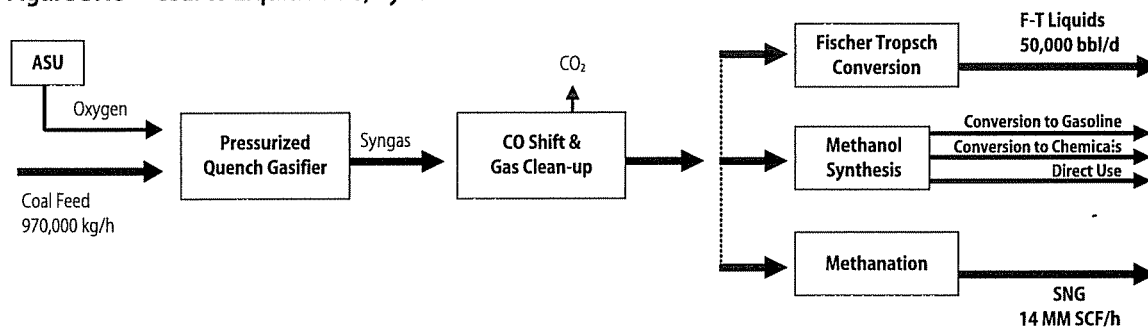 ASU
Oxygen
Coal Feed
970,000 kg/h
Pressurized
Quench Gasifier
Syngas
CO₂
CO Shift &
Gas Clean-up
Fischer Tropsch
Conversion
F-T Liquids
50,000 bbl/d
Methanol
Synthesis
Conversion to Gasoline
Conversion to Chemicals
Direct Use
Methanation
SNG
14 MM SCF/h